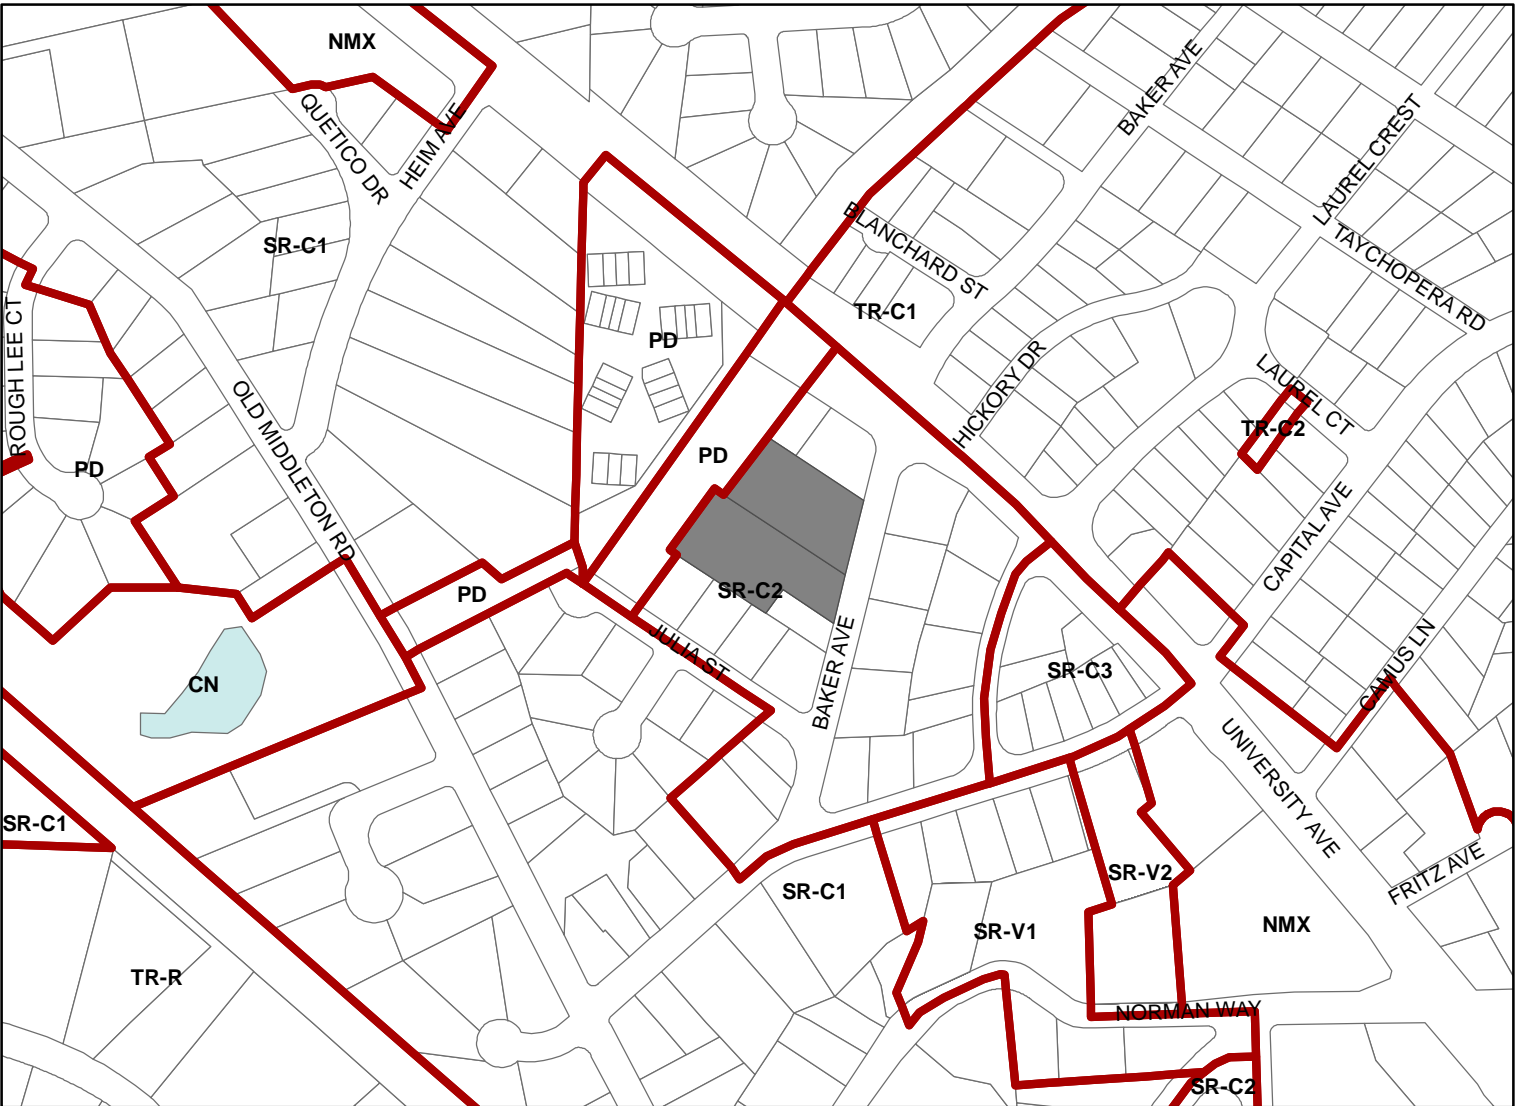 NMX
BAKER AVE
QUETICO DR
HEIM AVE
LAUREL CREST
BLANCHARD ST
SR-C1
TAYCHOPERA RD
TR-C1
PD
ROUGH LEE CT
OLD MIDDLETON RD
HICKORY DR
LAUREL CT
TR-C2
PD
PD
CAPITAL AVE
PD
SR-C2
JULIA ST
BAKER AVE
SR-C3
CAMUS LN
CN
UNIVERSITY AVE
SR-C1
FRITZ AVE
SR-V2
SR-C1
SR-V1
NMX
TR-R
NORMAN WAY
SR-C2